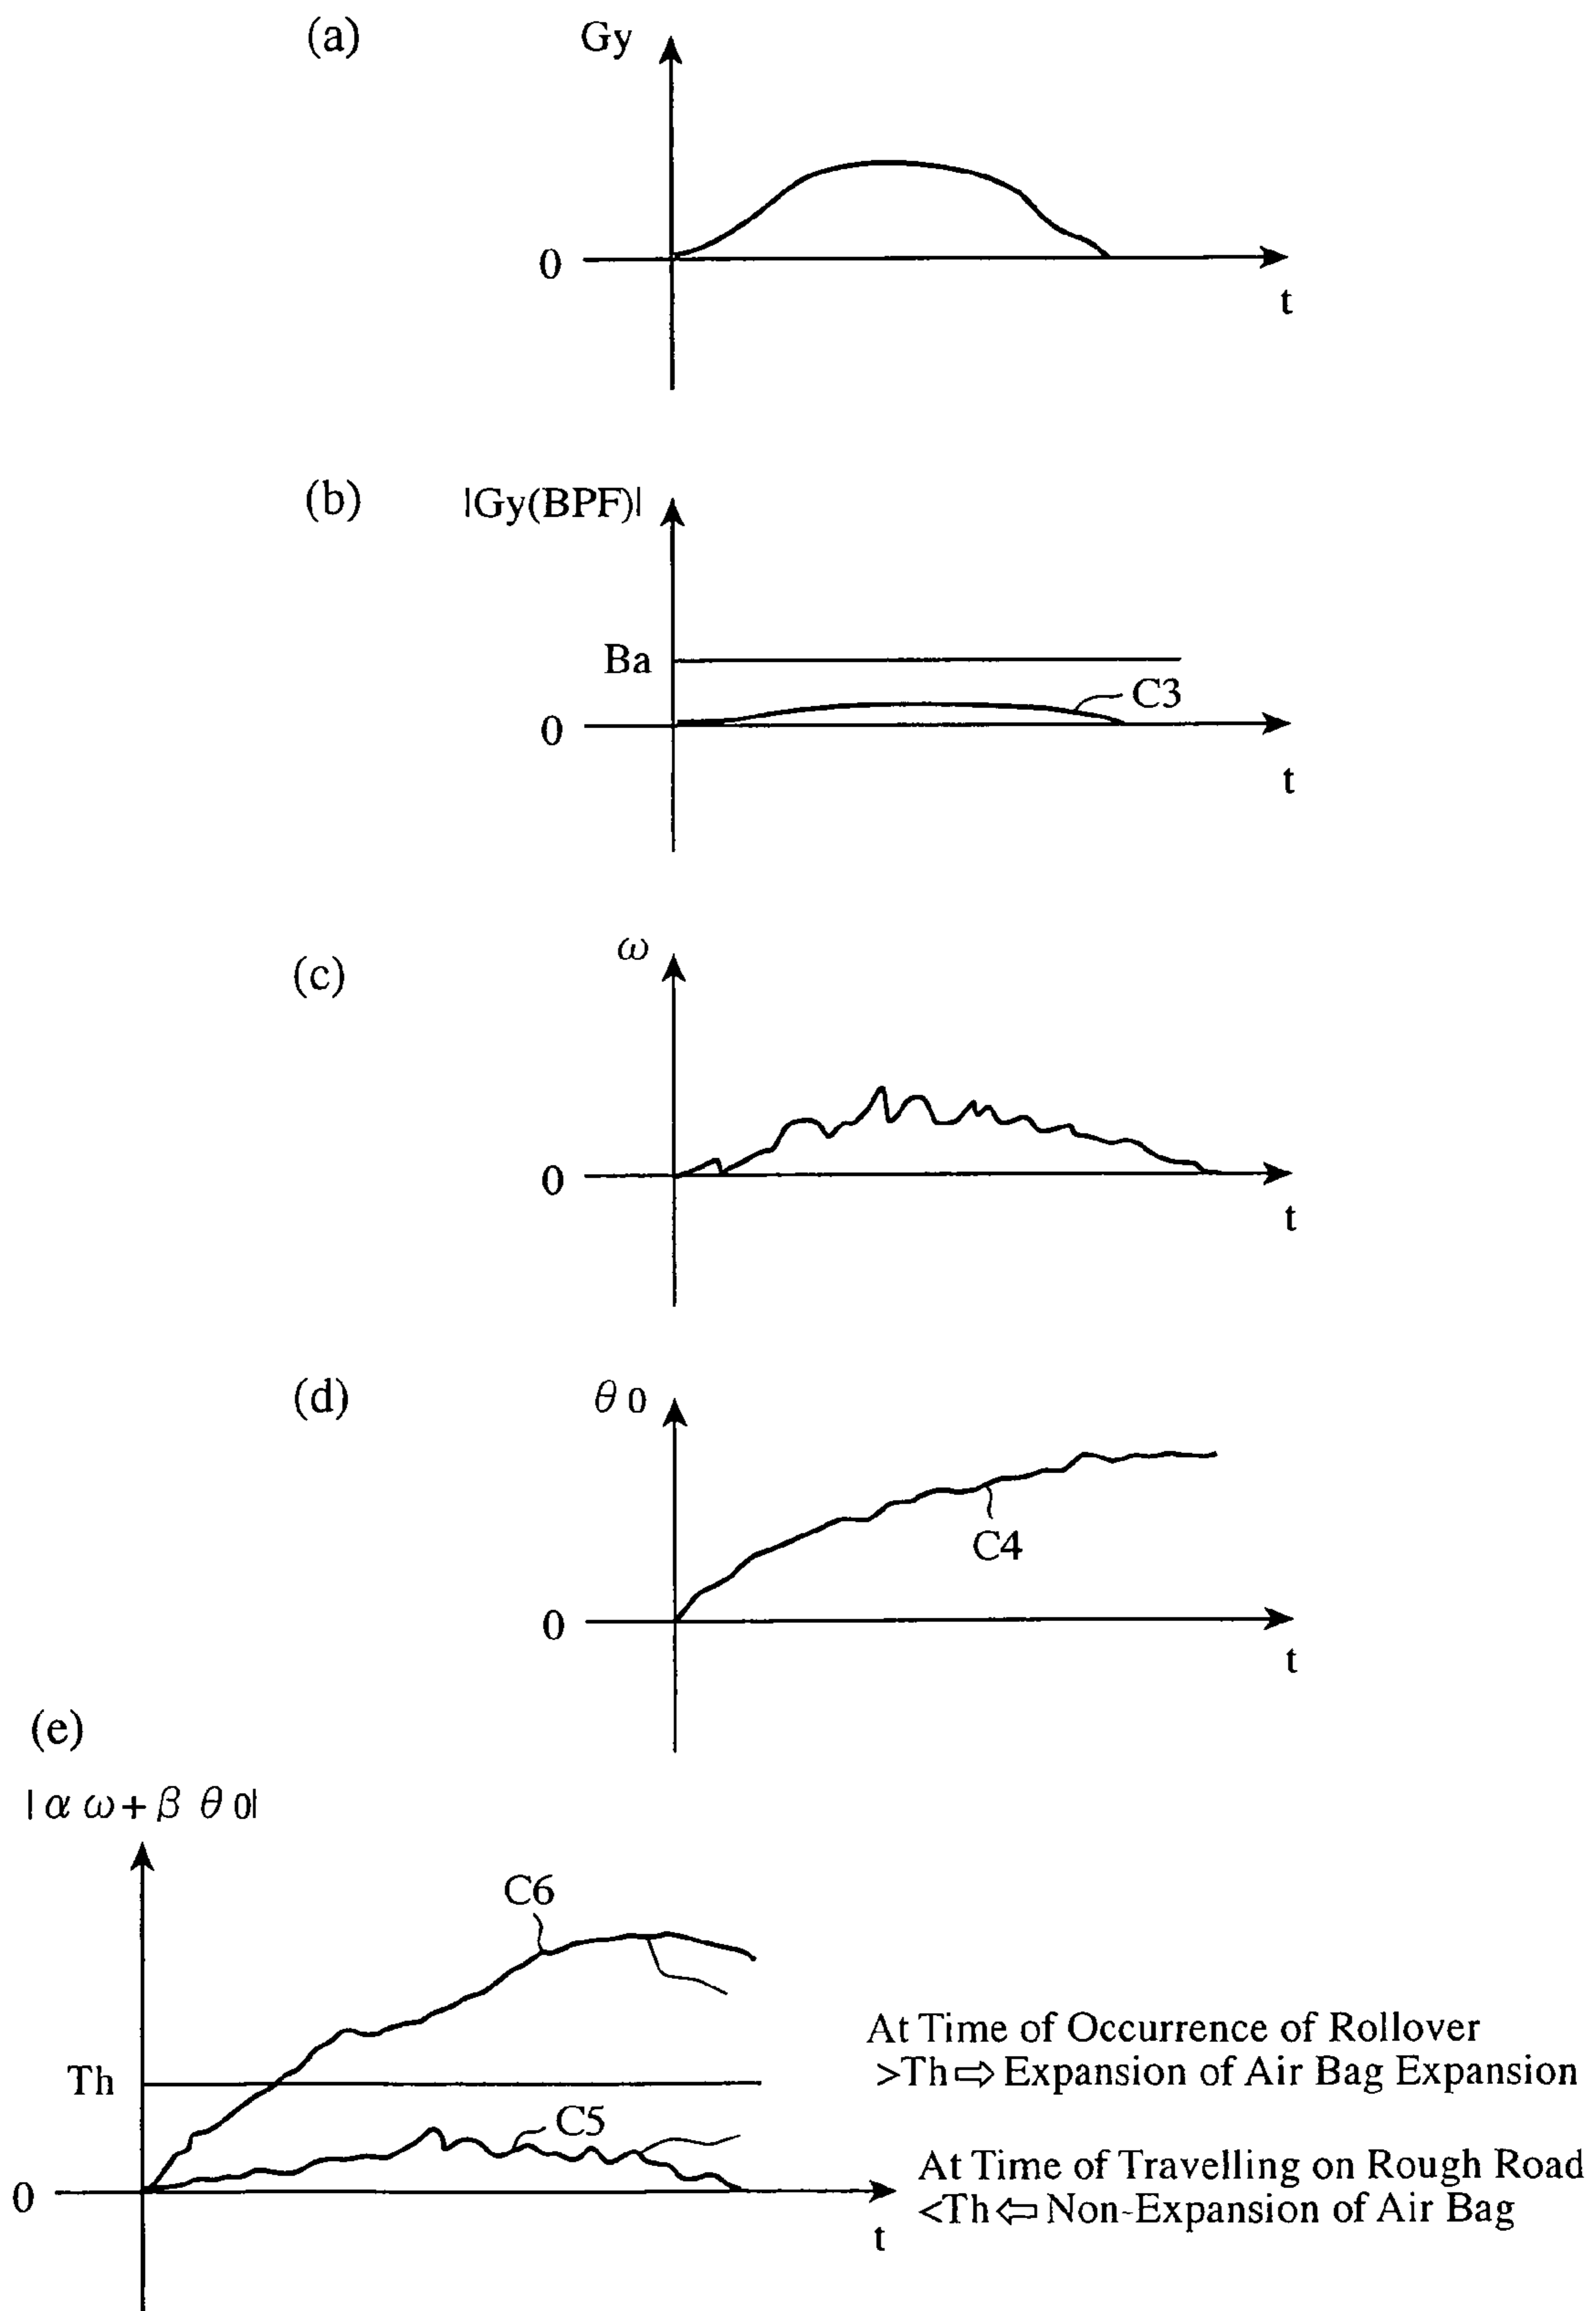 (a)
Gy
0
t
(b)
|Gy(BPF)|
Ba
C3
0
t
(c)
ω
0
t
(d)
θ 0
C4
0
t
(e)
| α ω + β θ 0|
C6
Th
C5
0
t
At Time of Occurrence of Rollover
>Th ⇨ Expansion of Air Bag Expansion
At Time of Travelling on Rough Road
<Th ⇦ Non-Expansion of Air Bag